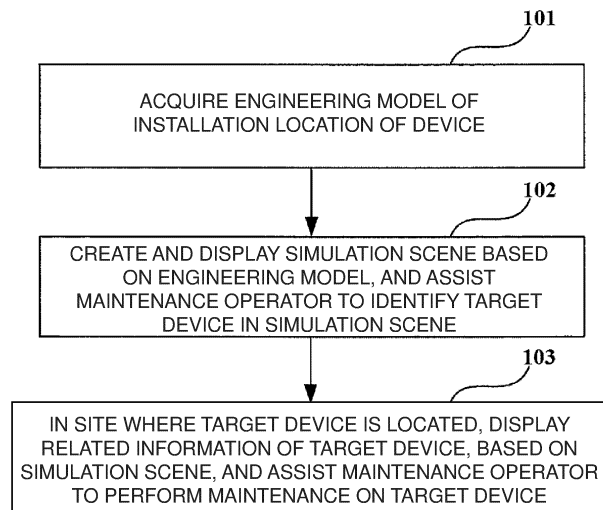 101
ACQUIRE ENGINEERING MODEL OF
INSTALLATION LOCATION OF DEVICE
102
CREATE AND DISPLAY SIMULATION SCENE BASED
ON ENGINEERING MODEL, AND ASSIST
MAINTENANCE OPERATOR TO IDENTIFY TARGET
DEVICE IN SIMULATION SCENE
103
IN SITE WHERE TARGET DEVICE IS LOCATED, DISPLAY
RELATED INFORMATION OF TARGET DEVICE, BASED ON
SIMULATION SCENE, AND ASSIST MAINTENANCE OPERATOR
TO PERFORM MAINTENANCE ON TARGET DEVICE